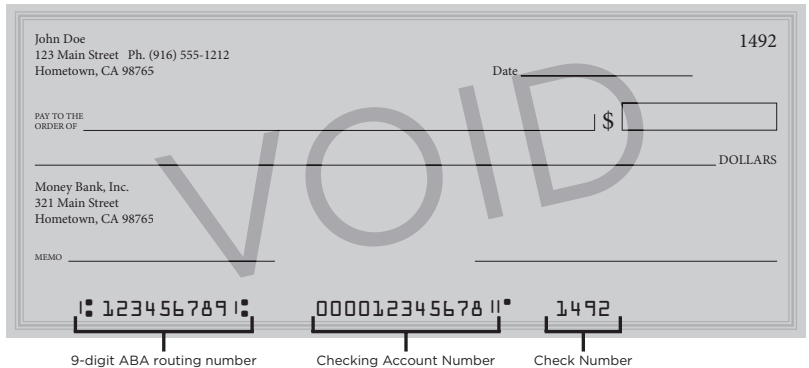 John Doe
1492
123 Main Street Ph. (916) 555-1212
Hometown, CA 98765
Date
PAY TO THE
ORDER OF
$
VOID
DOLLARS
Money Bank, Inc.
321 Main Street
Hometown, CA 98765
MEMO
⑆123456789⑆ 000012345678⑈ 1492
9-digit ABA routing number Checking Account Number Check Number